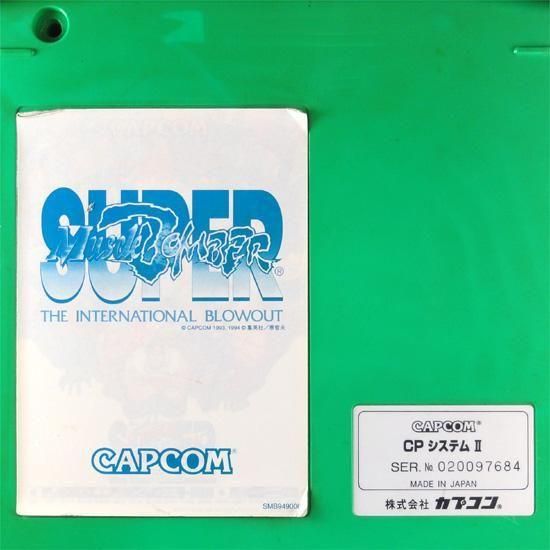 CAPCOM
SUPER
Muscle BOMBER®
THE INTERNATIONAL BLOWOUT
© CAPCOM 1993, 1994 © 集英社／原哲夫
CAPCOM
CAPCOM®
CP システム II
SER. № 020097684
MADE IN JAPAN
株式会社 カプコン